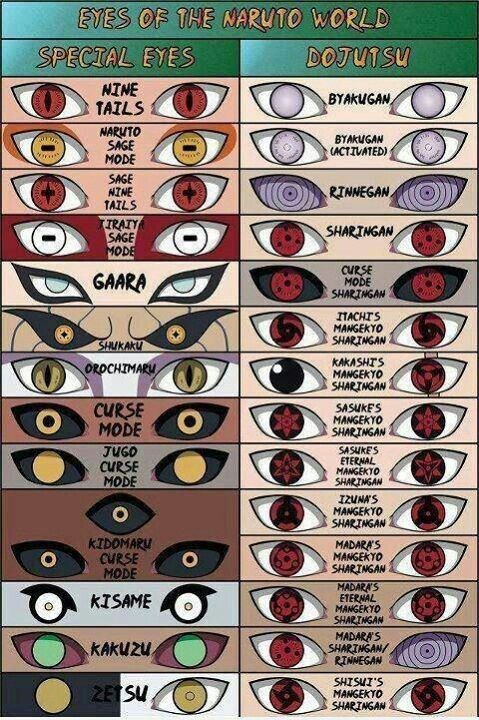 EYES OF THE NARUTO WORLD
SPECIAL EYES
NINE
TAILS
NARUTO
SAGE
MODE
SAGE
NINE
TAILS
JIRAIYA
SAGE
MODE
GAARA
SHUKAKU
OROCHIMARU
CURSE
MODE
JUGO
CURSE
MODE
KIDOMARU
CURSE
MODE
KISAME
KAKUZU
ZETSU
DOJUTSU
BYAKUGAN
BYAKUGAN
(ACTIVATED)
RINNEGAN
SHARINGAN
CURSE
MODE
SHARINGAN
ITACHI'S
MANGEKYO
SHARINGAN
KAKASHI'S
MANGEKYO
SHARINGAN
SASUKE'S
MANGEKYO
SHARINGAN
SASUKE'S
ETERNAL
MANGEKYO
SHARINGAN
IZUNA'S
MANGEKYO
SHARINGAN
MADARA'S
MANGEKYO
SHARINGAN
MADARA'S
ETERNAL
MANGEKYO
SHARINGAN
MADARA'S
SHARINGAN/
RINNEGAN
SHISUI'S
MANGEKYO
SHARINGAN